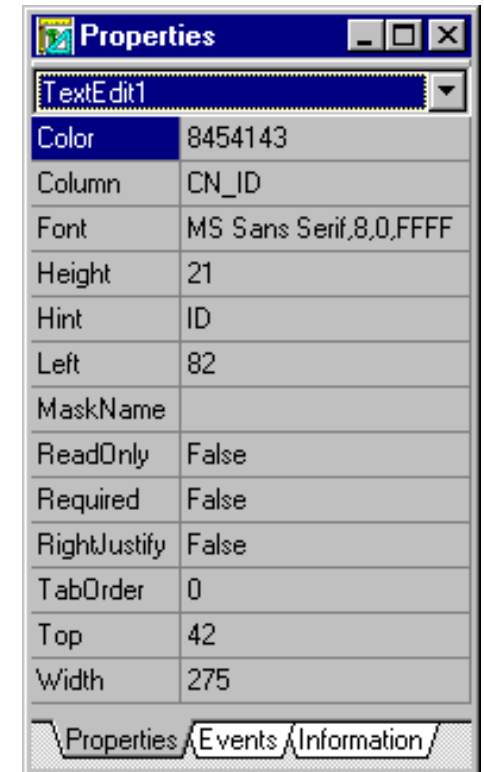 Properties
TextEdit1
Color 8454143
Column CN_ID
Font MS Sans Serif,8,0,FFFF
Height 21
Hint ID
Left 82
MaskName
ReadOnly False
Required False
RightJustify False
TabOrder 0
Top 42
Width 275
Properties Events Information